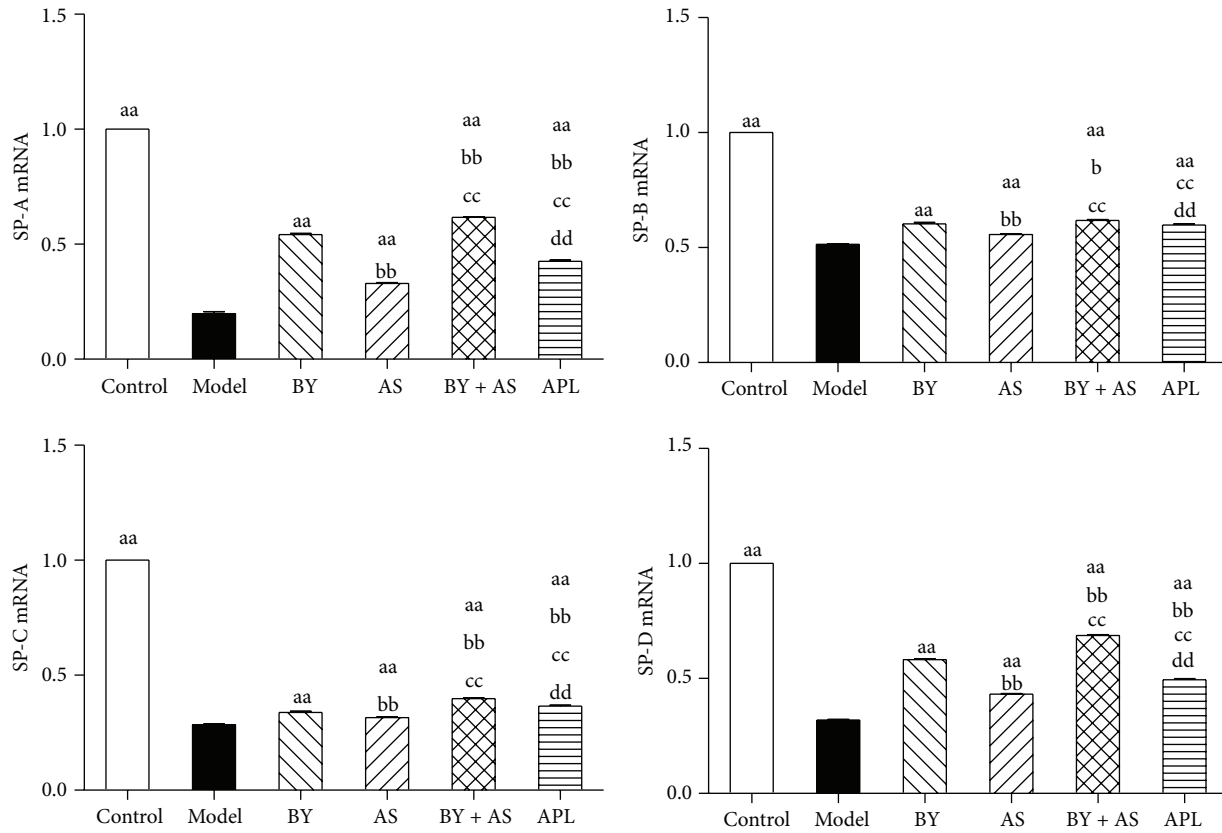 SP-A mRNA
1.5
1.0
0.5
0.0
aa
aa
aa
bb
aa
bb
cc
aa
bb
cc
dd
Control Model BY AS BY + AS APL
SP-B mRNA
1.5
1.0
0.5
0.0
aa
aa
aa
bb
aa
b
cc
aa
cc
dd
Control Model BY AS BY + AS APL
SP-C mRNA
1.5
1.0
0.5
0.0
aa
aa
aa
bb
aa
bb
cc
aa
bb
cc
dd
Control Model BY AS BY + AS APL
SP-D mRNA
1.5
1.0
0.5
0.0
aa
aa
aa
bb
aa
bb
cc
aa
bb
cc
dd
Control Model BY AS BY + AS APL